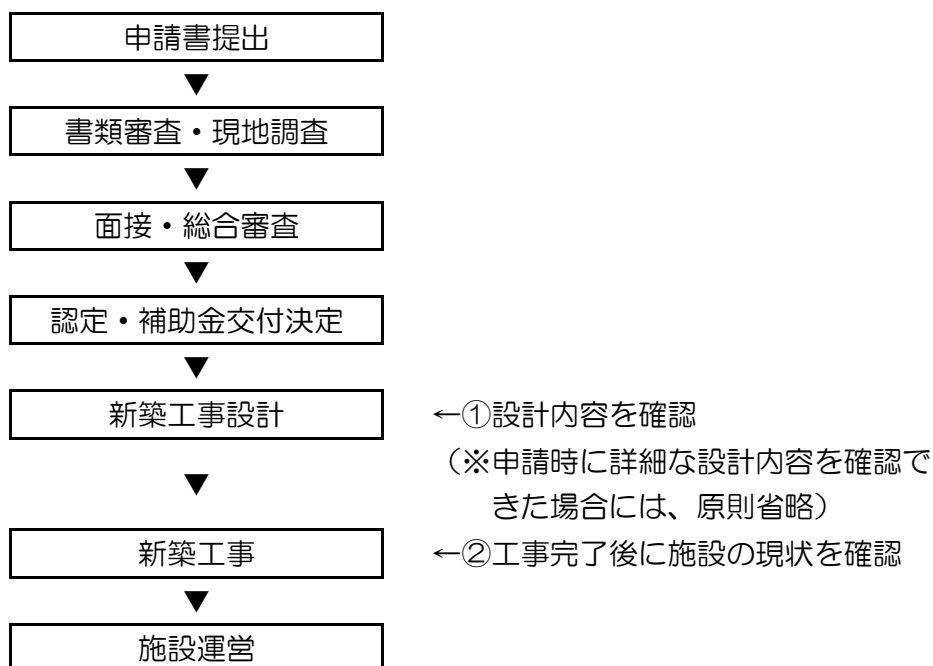 申請書提出
▼
書類審査・現地調査
▼
面接・総合審査
▼
認定・補助金交付決定
▼
新築工事設計 ←①設計内容を確認
（※申請時に詳細な設計内容を確認で
▼
きた場合には、原則省略）
新築工事 ←②工事完了後に施設の現状を確認
▼
施設運営